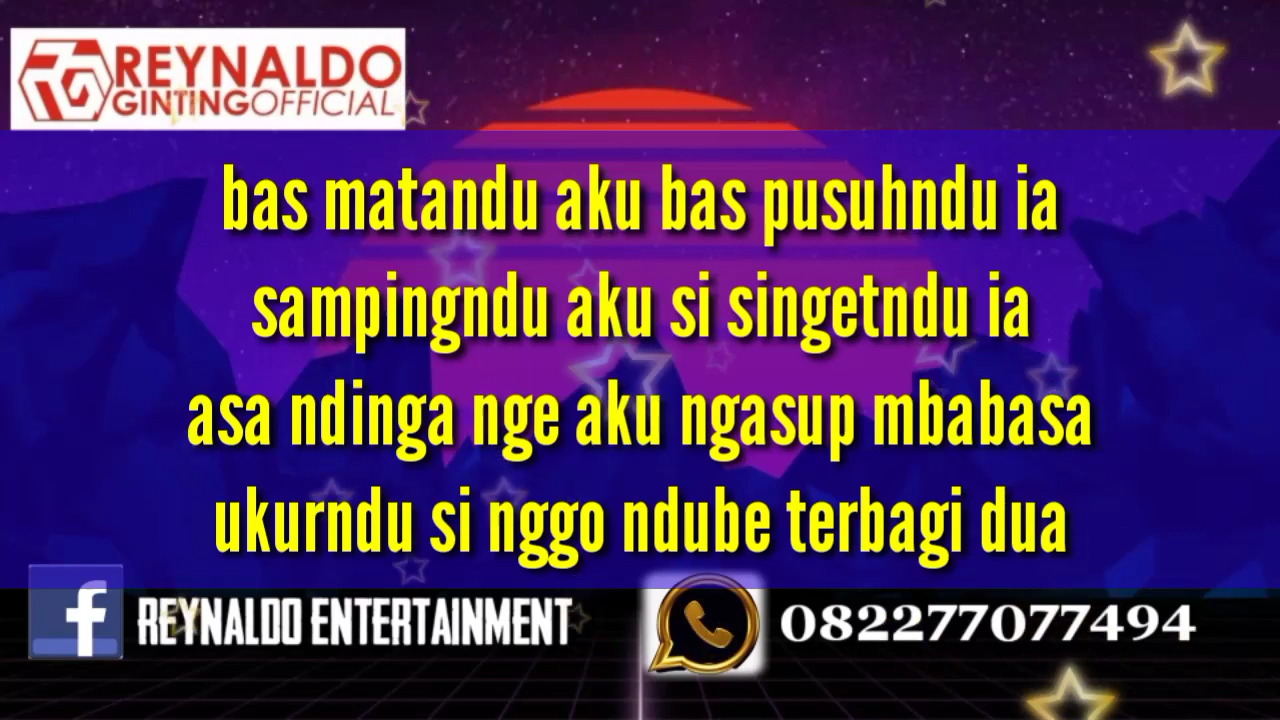 REYNALDO
GINTINGOFFICIAL
bas matandu aku bas pusuhndu ia
sampingndu aku si singetndu ia
asa ndinga nge aku ngasup mbabasa
ukurndu si nggo ndube terbagi dua
f REYNALDO ENTERTAINMENT 082277077494